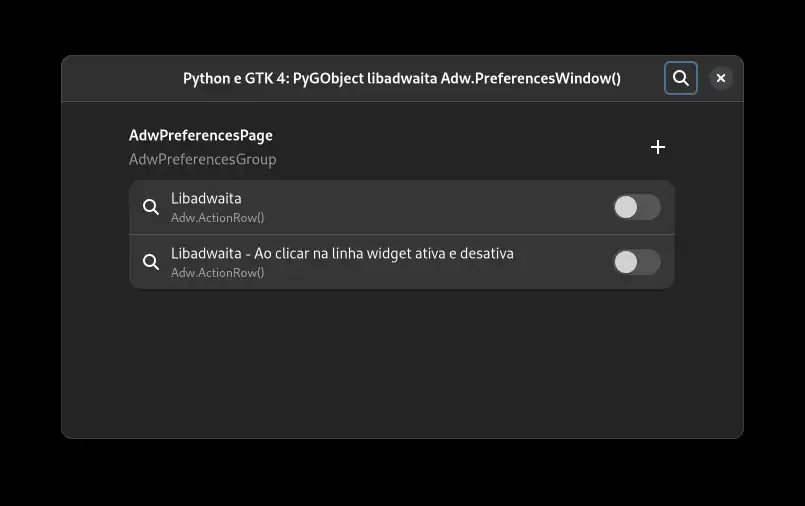 Python e GTK 4: PyGObject libadwaita Adw.PreferencesWindow()
AdwPreferencesPage
AdwPreferencesGroup
Libadwaita
Adw.ActionRow()
Libadwaita - Ao clicar na linha widget ativa e desativa
Adw.ActionRow()